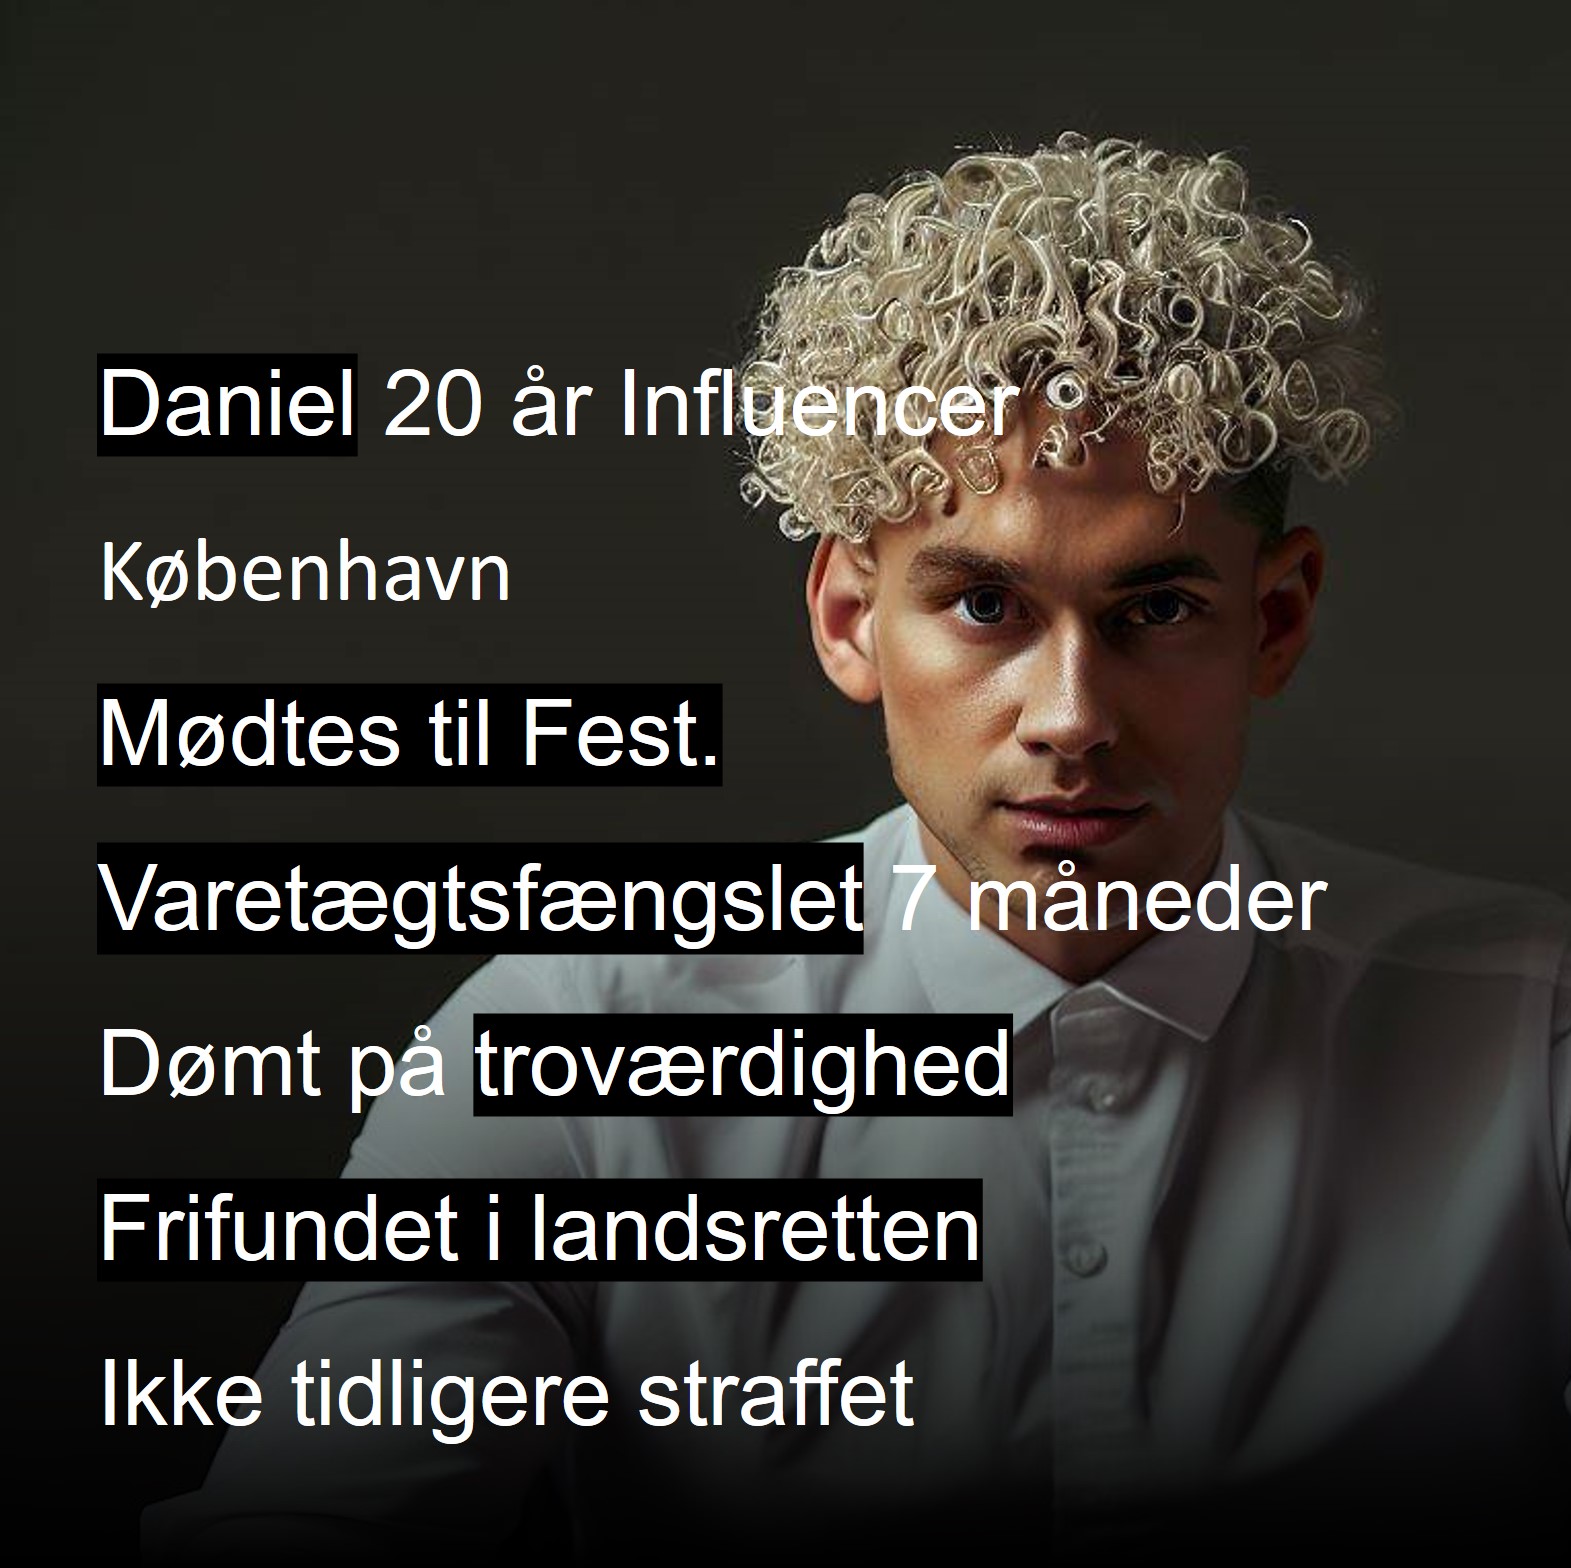 Daniel 20 år Influencer
København
Mødtes til Fest.
Varetægtsfængslet 7 måneder
Dømt på troværdighed
Frifundet i landsretten
Ikke tidligere straffet